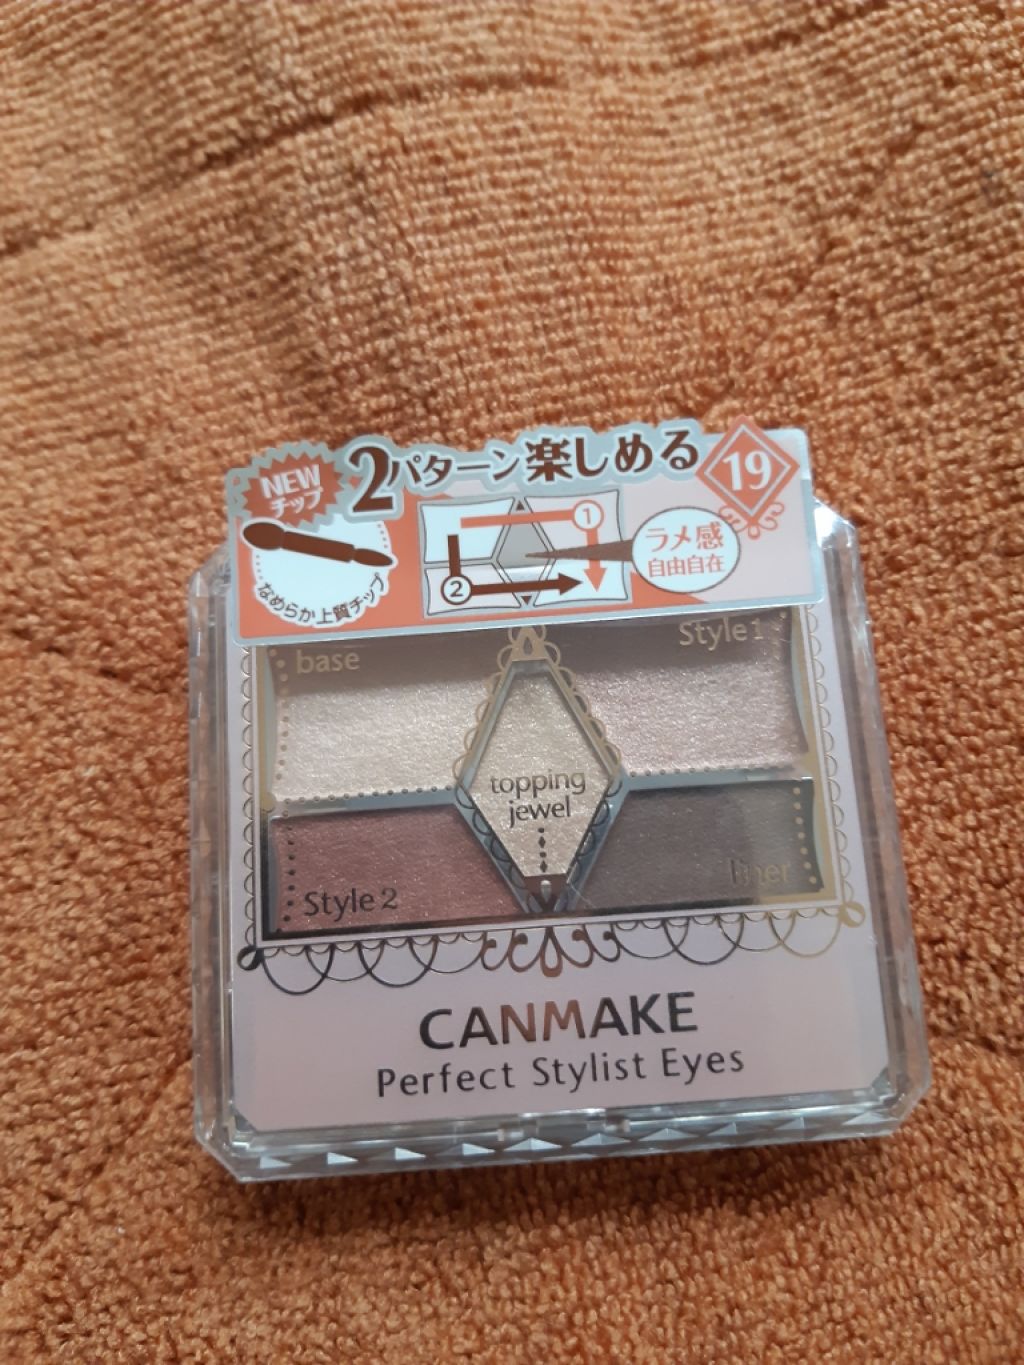 NEW
チップ
2パターン楽しめる
19
①
②
ラメ感
自由自在
なめらか上質チップ
base
Style1
topping
jewel
Style2
liner
CANMAKE
Perfect Stylist Eyes